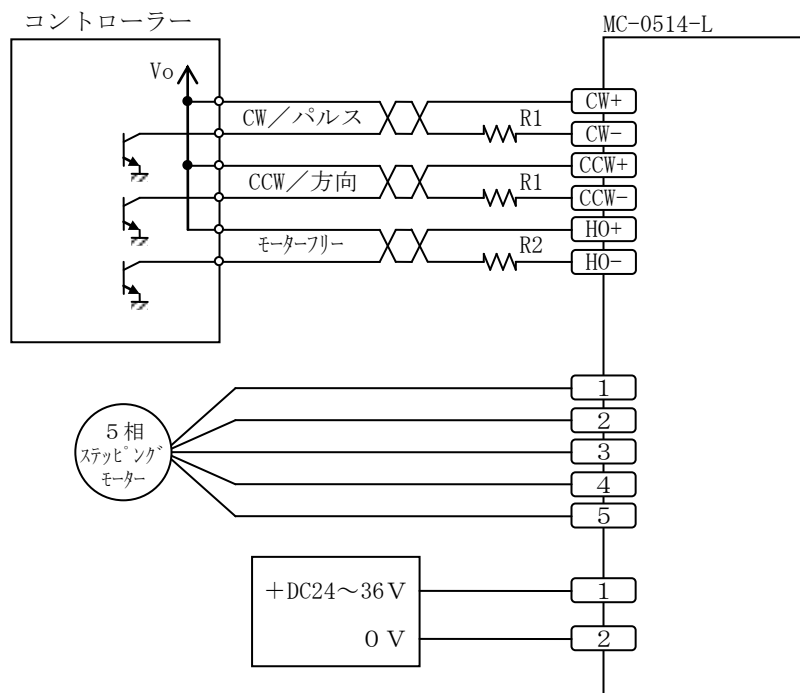 コントローラー
MC-0514-L
Vo
CW／パルス
R1
CW+
CW-
CCW／方向
R1
CCW+
CCW-
モーターフリー
R2
HO+
HO-
５相
ステッピング
モーター
1
2
3
4
5
＋DC24～36V
1
0 V
2